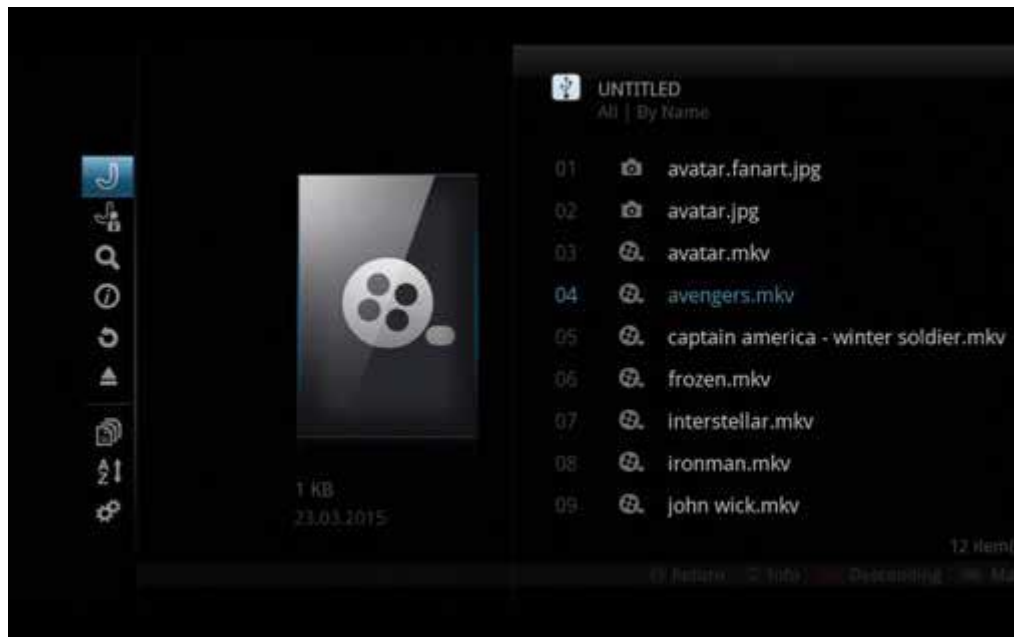 UNTITLED
All | By Name
01 avatar.fanart.jpg
02 avatar.jpg
03 avatar.mkv
04 avengers.mkv
05 captain america - winter soldier.mkv
06 frozen.mkv
07 interstellar.mkv
08 ironman.mkv
09 john wick.mkv
1 KB
23.03.2015
12 item(
Return Info Descending